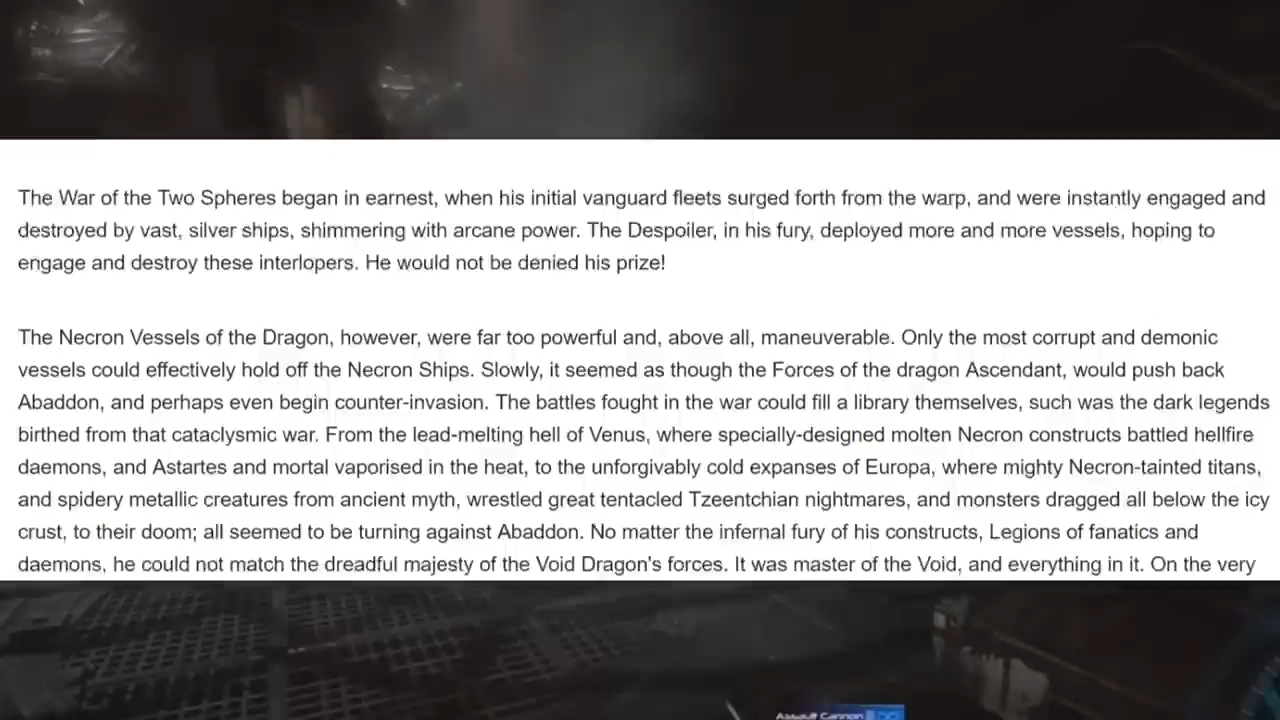 The War of the Two Spheres began in earnest, when his initial vanguard fleets surged forth from the warp, and were instantly engaged and
destroyed by vast, silver ships, shimmering with arcane power. The Despoiler, in his fury, deployed more and more vessels, hoping to
engage and destroy these interlopers. He would not be denied his prize!
The Necron Vessels of the Dragon, however, were far too powerful and, above all, maneuverable. Only the most corrupt and demonic
vessels could effectively hold off the Necron Ships. Slowly, it seemed as though the Forces of the dragon Ascendant, would push back
Abaddon, and perhaps even begin counter-invasion. The battles fought in the war could fill a library themselves, such was the dark legends
birthed from that cataclysmic war. From the lead-melting hell of Venus, where specially-designed molten Necron constructs battled hellfire
daemons, and Astartes and mortal vaporised in the heat, to the unforgivably cold expanses of Europa, where mighty Necron-tainted titans,
and spidery metallic creatures from ancient myth, wrestled great tentacled Tzeentchian nightmares, and monsters dragged all below the icy
crust, to their doom; all seemed to be turning against Abaddon. No matter the infernal fury of his constructs, Legions of fanatics and
daemons, he could not match the dreadful majesty of the Void Dragon's forces. It was master of the Void, and everything in it. On the very
Assault Cannon